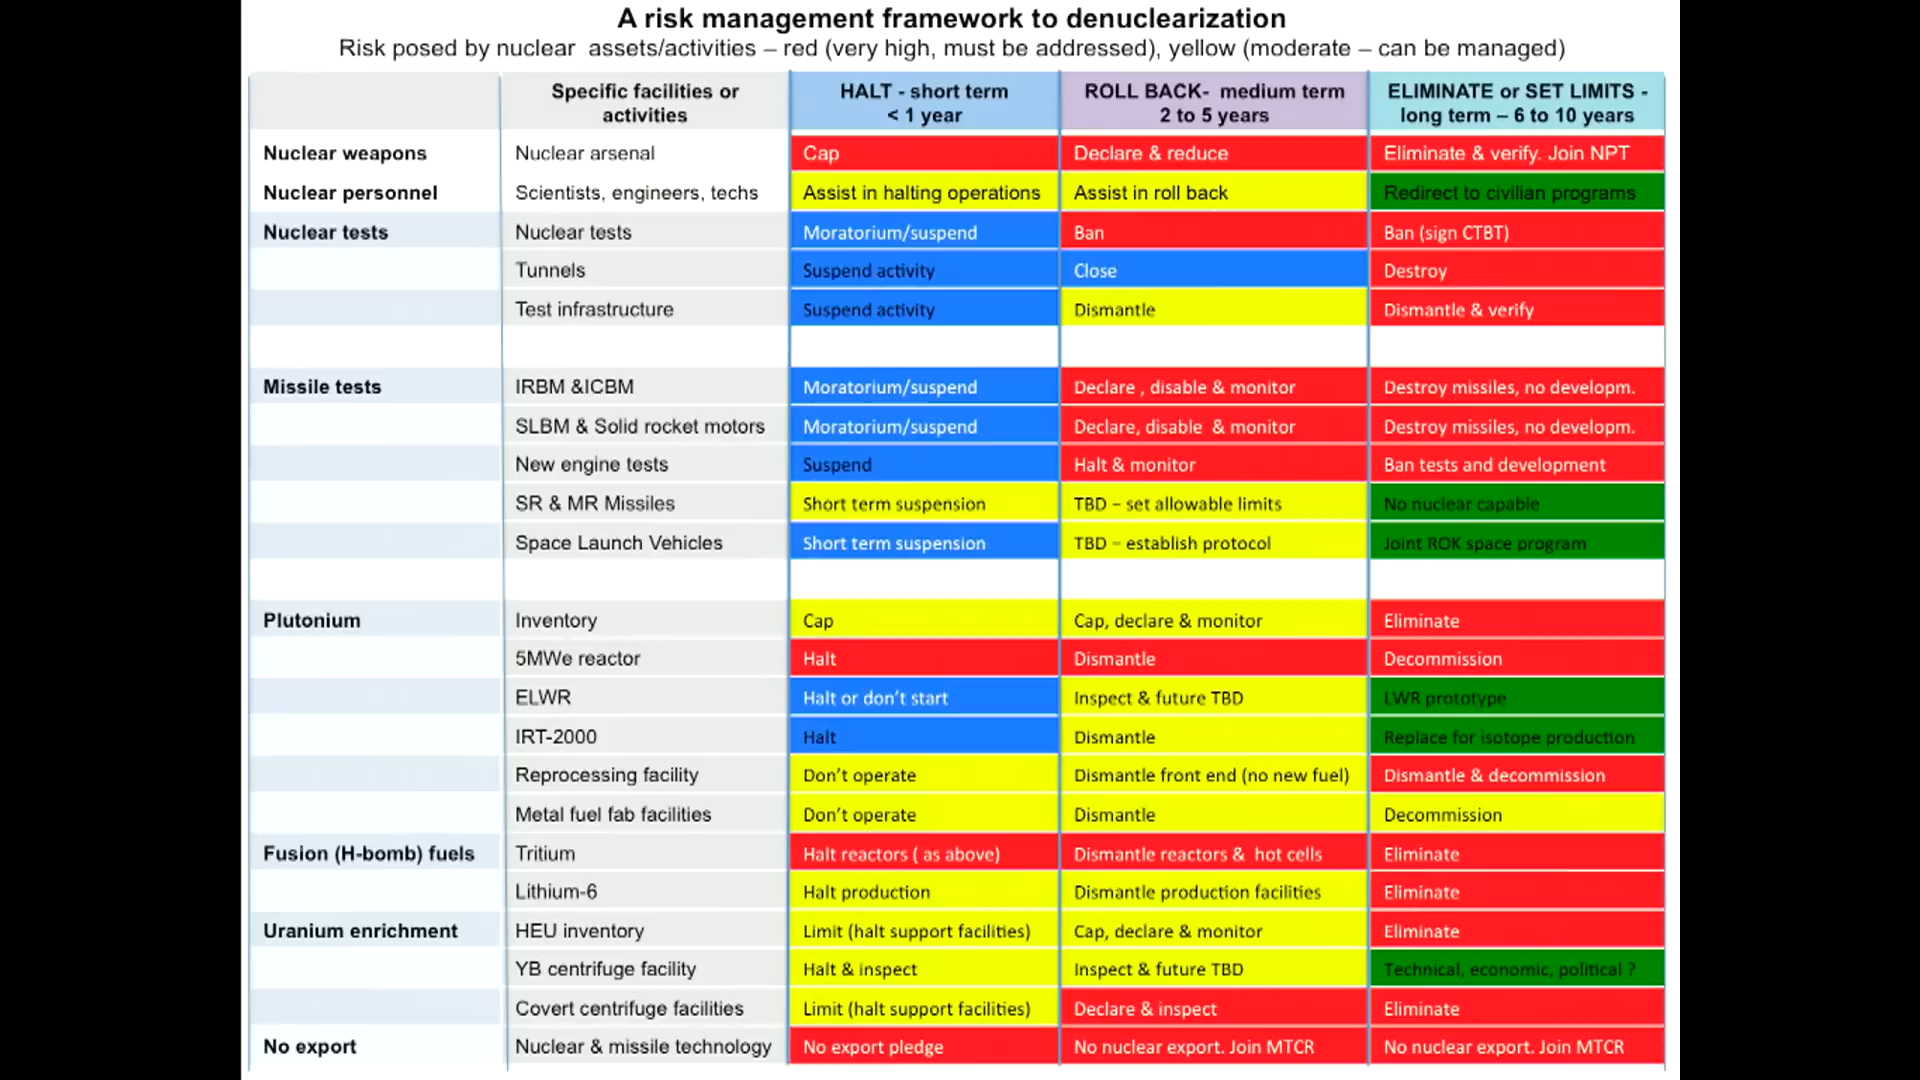 A risk management framework to denuclearization
Risk posed by nuclear assets/activities – red (very high, must be addressed), yellow (moderate – can be managed)
Specific facilities or activities HALT - short term < 1 year ROLL BACK- medium term 2 to 5 years ELIMINATE or SET LIMITS - long term – 6 to 10 years
Nuclear weapons Nuclear arsenal Cap Declare & reduce Eliminate & verify. Join NPT
Nuclear personnel Scientists, engineers, techs Assist in halting operations Assist in roll back Redirect to civilian programs
Nuclear tests Nuclear tests Moratorium/suspend Ban Ban (sign CTBT)
Tunnels Suspend activity Close Destroy
Test infrastructure Suspend activity Dismantle Dismantle & verify
Missile tests IRBM &ICBM Moratorium/suspend Declare , disable & monitor Destroy missiles, no developm.
SLBM & Solid rocket motors Moratorium/suspend Declare, disable & monitor Destroy missiles, no developm.
New engine tests Suspend Halt & monitor Ban tests and development
SR & MR Missiles Short term suspension TBD – set allowable limits No nuclear capable
Space Launch Vehicles Short term suspension TBD – establish protocol Joint ROK space program
Plutonium Inventory Cap Cap, declare & monitor Eliminate
5MWe reactor Halt Dismantle Decommission
ELWR Halt or don’t start Inspect & future TBD LWR prototype
IRT-2000 Halt Dismantle Replace for isotope production
Reprocessing facility Don’t operate Dismantle front end (no new fuel) Dismantle & decommission
Metal fuel fab facilities Don’t operate Dismantle Decommission
Fusion (H-bomb) fuels Tritium Halt reactors ( as above) Dismantle reactors & hot cells Eliminate
Lithium-6 Halt production Dismantle production facilities Eliminate
Uranium enrichment HEU inventory Limit (halt support facilities) Cap, declare & monitor Eliminate
YB centrifuge facility Halt & inspect Inspect & future TBD Technical, economic, political ?
Covert centrifuge facilities Limit (halt support facilities) Declare & inspect Eliminate
No export Nuclear & missile technology No export pledge No nuclear export. Join MTCR No nuclear export. Join MTCR